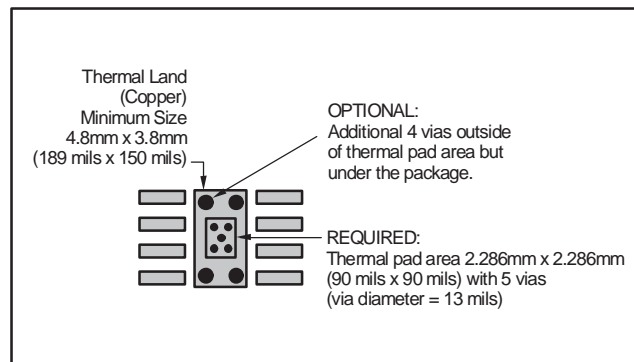 Thermal Land
(Copper)
Minimum Size
4.8mm x 3.8mm
(189 mils x 150 mils)
OPTIONAL:
Additional 4 vias outside
of thermal pad area but
under the package.
REQUIRED:
Thermal pad area 2.286mm x 2.286mm
(90 mils x 90 mils) with 5 vias
(via diameter = 13 mils)